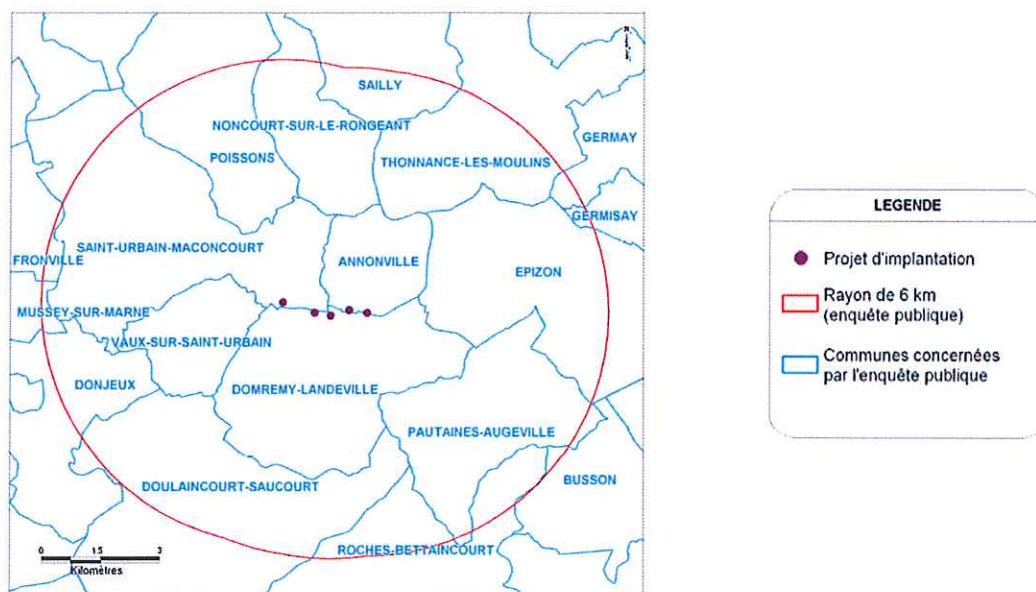 SAILLY
NONCOURT-SUR-LE-RONGEANT
GERMAY
POISSONS
THONNANCE-LES-MOULINS
GERMISAY
SAINT-URBAIN-MACONCOURT
FRONVILLE
ANNONVILLE
EPIZON
MUSSEY-SUR-MARNE
VAUX-SUR-SAINT-URBAIN
DONJEUX
DOMREMY-LANDEVILLE
PAUTAINES-AUGEVILLE
BUSSON
DOULAINCOURT-SAUCOURT
ROCHES-BETTAINCOURT
0 1.5 3
Kilomètres
LEGENDE
Projet d'implantation
Rayon de 6 km
(enquête publique)
Communes concernées
par l'enquête publique